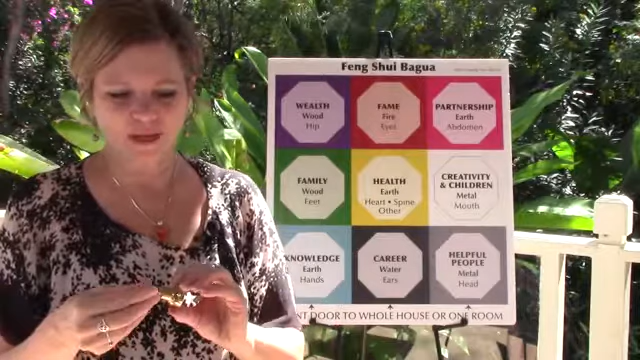 Feng Shui Bagua
WEALTH
Wood
Hip
FAME
Fire
Eyes
PARTNERSHIP
Earth
Abdomen
FAMILY
Wood
Feet
HEALTH
Earth
Heart • Spine
Other
CREATIVITY
& CHILDREN
Metal
Mouth
KNOWLEDGE
Earth
Hands
CAREER
Water
Ears
HELPFUL
PEOPLE
Metal
Head
NT DOOR TO WHOLE HOUSE OR ONE ROOM